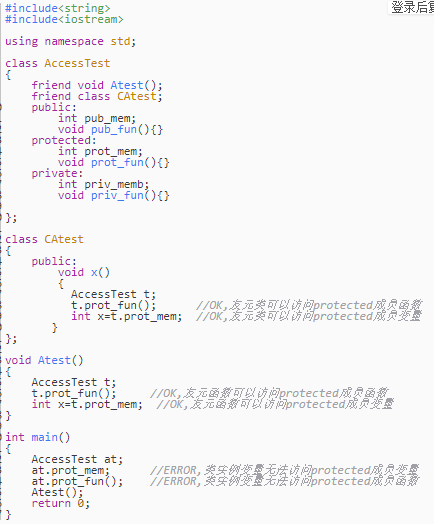 登录后复
#include<string>
#include<iostream>
using namespace std;
class AccessTest
{
friend void Atest();
friend class CAtest;
public:
int pub_mem;
void pub_fun(){}
protected:
int prot_mem;
void prot_fun(){}
private:
int priv_memb;
void priv_fun(){}
};
class CAtest
{
public:
void x()
{
AccessTest t;
t.prot_fun(); //OK,友元类可以访问protected成员函数
int x=t.prot_mem; //OK,友元类可以访问protected成员变量
}
};
void Atest()
{
AccessTest t;
t.prot_fun(); //OK,友元函数可以访问protected成员函数
int x=t.prot_mem; //OK,友元函数可以访问protected成员变量
}
int main()
{
AccessTest at;
at.prot_mem; //ERROR,类实例变量无法访问protected成员变量
at.prot_fun(); //ERROR,类实例变量无法访问protected成员函数
Atest();
return 0;
}